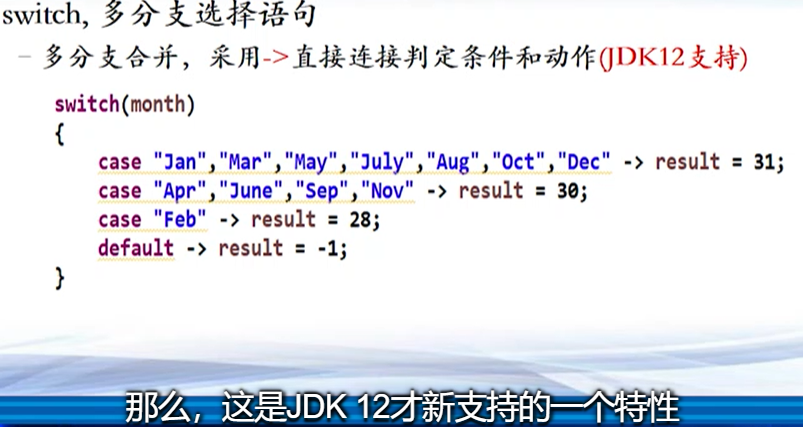 switch, 多分支选择语句
– 多分支合并，采用->直接连接判定条件和动作(JDK12支持)
switch(month)
{
case "Jan","Mar","May","July","Aug","Oct","Dec" -> result = 31;
case "Apr","June","Sep","Nov" -> result = 30;
case "Feb" -> result = 28;
default -> result = -1;
}
那么，这是JDK 12才新支持的一个特性